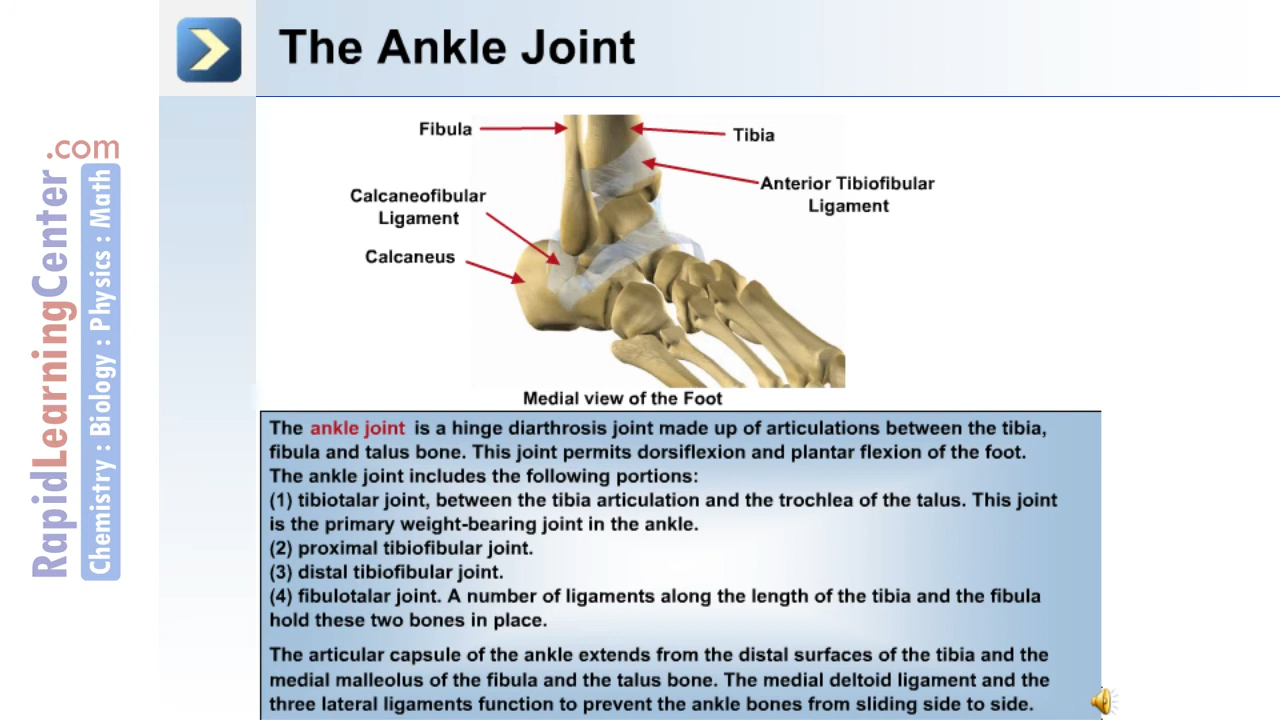 The Ankle Joint
Fibula
Tibia
Anterior Tibiofibular
Ligament
Calcaneofibular
Ligament
Calcaneus
Medial view of the Foot
The ankle joint is a hinge diarthrosis joint made up of articulations between the tibia,
fibula and talus bone. This joint permits dorsiflexion and plantar flexion of the foot.
The ankle joint includes the following portions:
(1) tibiotalar joint, between the tibia articulation and the trochlea of the talus. This joint
is the primary weight-bearing joint in the ankle.
(2) proximal tibiofibular joint.
(3) distal tibiofibular joint.
(4) fibulotalar joint. A number of ligaments along the length of the tibia and the fibula
hold these two bones in place.
The articular capsule of the ankle extends from the distal surfaces of the tibia and the
medial malleolus of the fibula and the talus bone. The medial deltoid ligament and the
three lateral ligaments function to prevent the ankle bones from sliding side to side.
RapidLearningCenter.com
Chemistry : Biology : Physics : Math